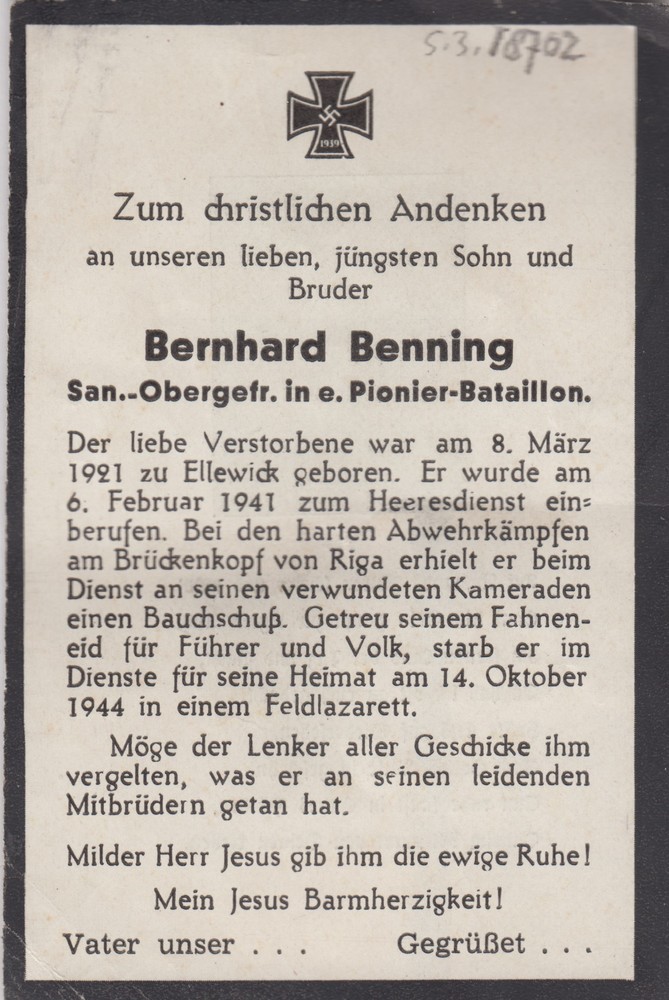 S.3.18702
1939
Zum christlichen Andenken
an unseren lieben, jüngsten Sohn und
Bruder
Bernhard Benning
San.-Obergefr. in e. Pionier-Bataillon.
Der liebe Verstorbene war am 8. März
1921 zu Ellewick geboren. Er wurde am
6. Februar 1941 zum Heeresdienst ein=
berufen. Bei den harten Abwehrkämpfen
am Brückenkopf von Riga erhielt er beim
Dienst an seinen verwundeten Kameraden
einen Bauchschuß. Getreu seinem Fahnen-
eid für Führer und Volk, starb er im
Dienste für seine Heimat am 14. Oktober
1944 in einem Feldlazarett.
Möge der Lenker aller Geschicke ihm
vergelten, was er an seinen leidenden
Mitbrüdern getan hat.
Milder Herr Jesus gib ihm die ewige Ruhe!
Mein Jesus Barmherzigkeit!
Vater unser . . . Gegrüßet . . .